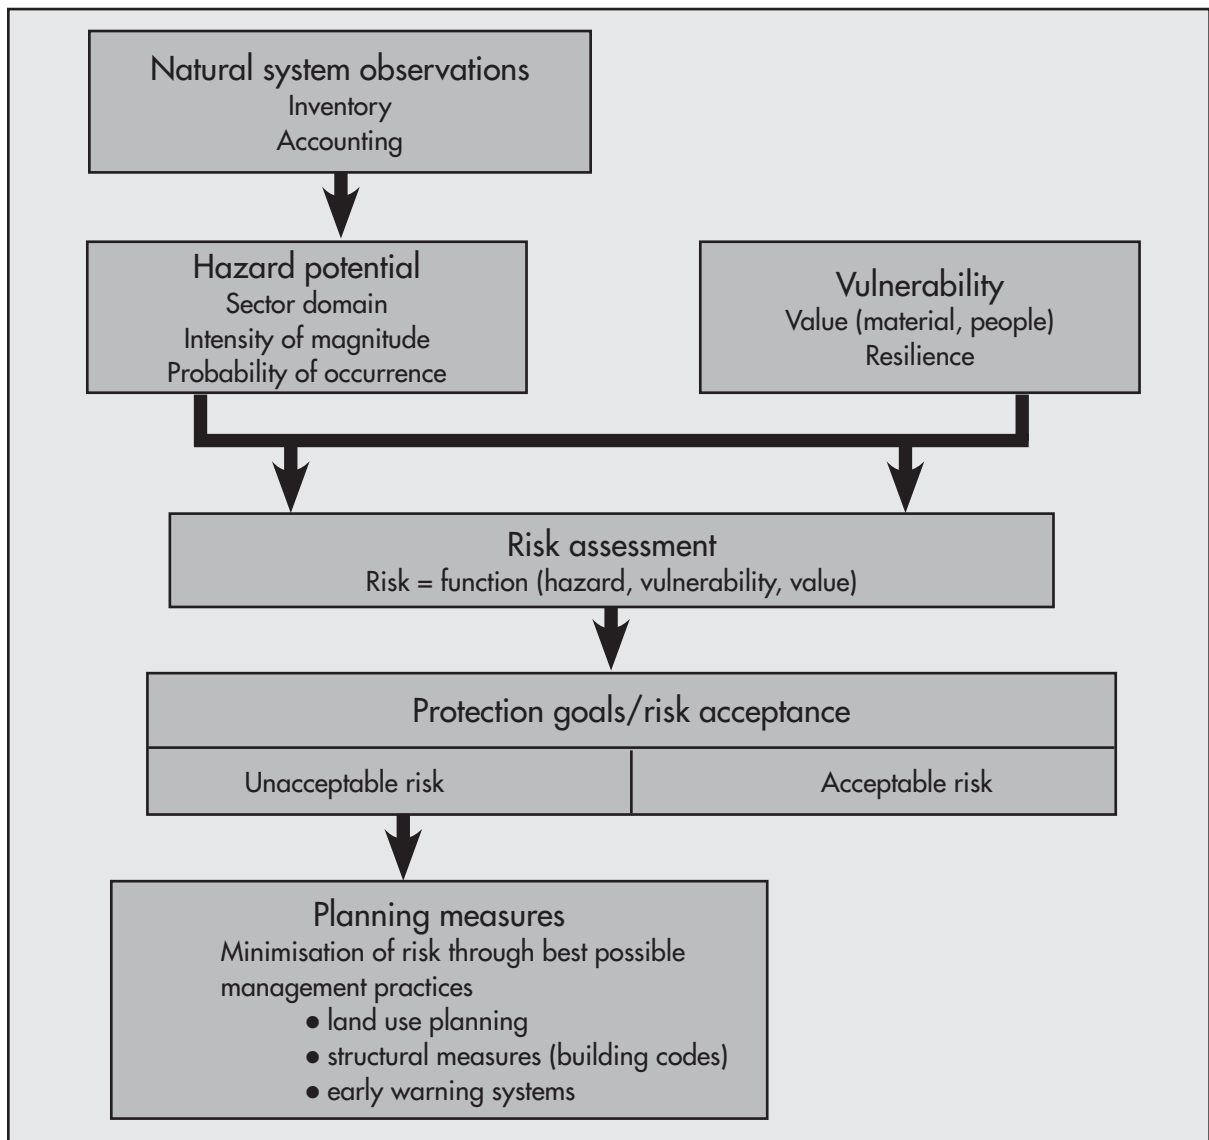 Natural system observations
Inventory
Accounting
Hazard potential
Sector domain
Intensity of magnitude
Probability of occurrence
Vulnerability
Value (material, people)
Resilience
Risk assessment
Risk = function (hazard, vulnerability, value)
Protection goals/risk acceptance
Unacceptable risk
Acceptable risk
Planning measures
Minimisation of risk through best possible
management practices
● land use planning
● structural measures (building codes)
● early warning systems